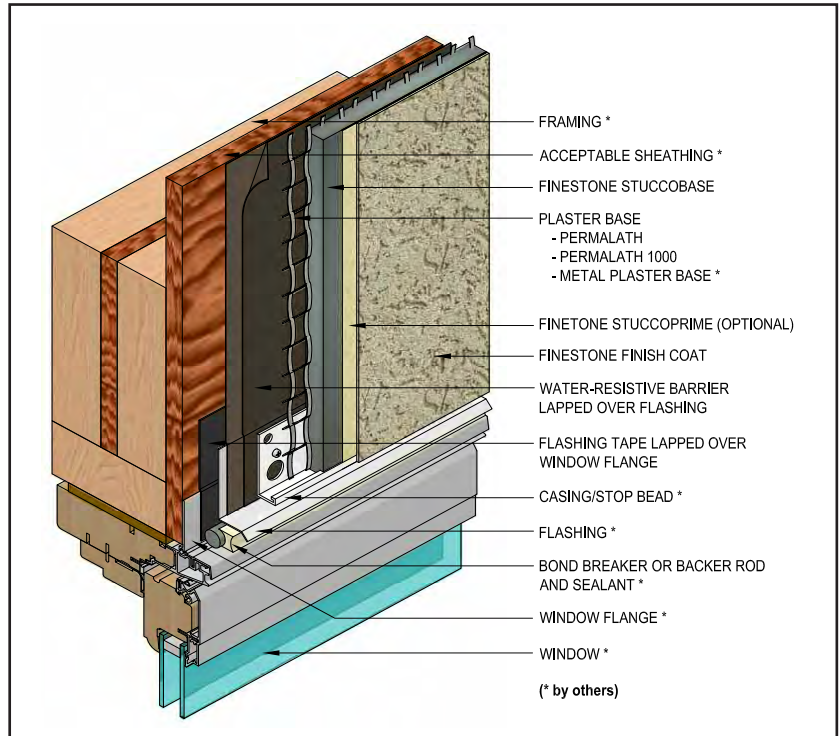 FRAMING *
ACCEPTABLE SHEATHING *
FINESTONE STUCCOBASE
PLASTER BASE
- PERMALATH
- PERMALATH 1000
- METAL PLASTER BASE *
FINETONE STUCCOPRIME (OPTIONAL)
FINESTONE FINISH COAT
WATER-RESISTIVE BARRIER
LAPPED OVER FLASHING
FLASHING TAPE LAPPED OVER
WINDOW FLANGE
CASING/STOP BEAD *
FLASHING *
BOND BREAKER OR BACKER ROD
AND SEALANT *
WINDOW FLANGE *
WINDOW *
(* by others)